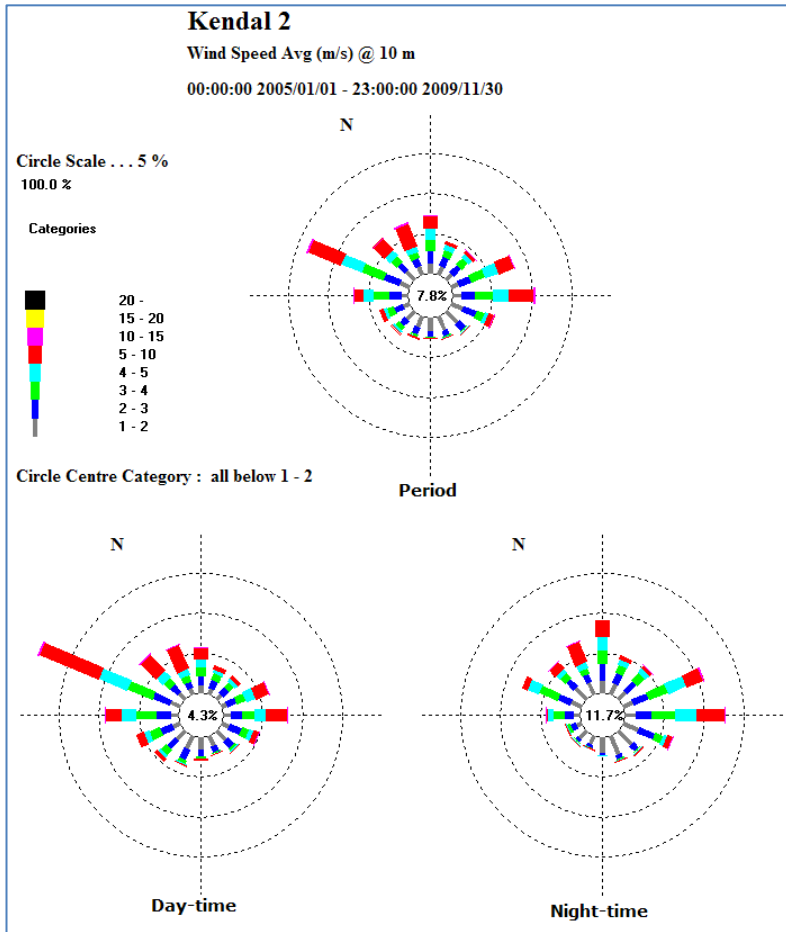 Kendal 2
Wind Speed Avg (m/s) @ 10 m
00:00:00 2005/01/01 - 23:00:00 2009/11/30
N
Circle Scale . . . 5 %
100.0 %
Categories
7.8%
20 -
15 - 20
10 - 15
5 - 10
4 - 5
3 - 4
2 - 3
1 - 2
Circle Centre Category : all below 1 - 2
Period
N
N
4.3%
11.7%
Day-time
Night-time